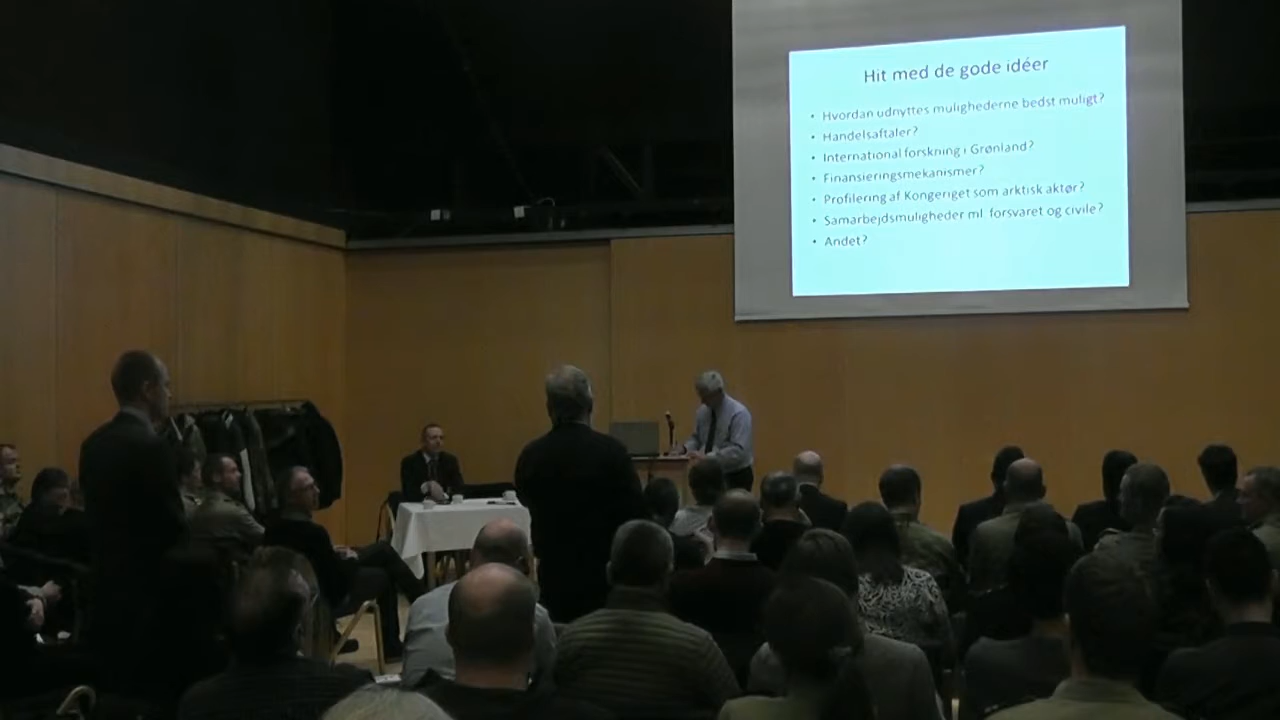 Hit med de gode idéer
• Hvordan udnyttes mulighederne bedst muligt?
• Handelsaftaler?
• International forskning i Grønland?
• Finansieringsmekanismer?
• Profilering af Kongeriget som arktisk aktør?
• Samarbejdsmuligheder ml forsvaret og civile?
• Andet?